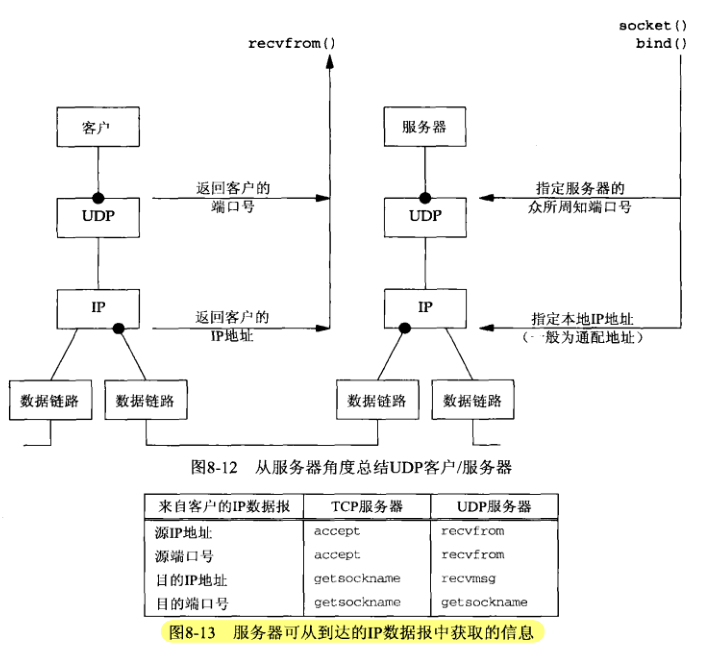 socket()
bind()
recvfrom()
客户
服务器
返回客户的
端口号
指定服务器的
众所周知端口号
UDP
UDP
IP
IP
返回客户的
IP地址
指定本地IP地址
（一般为通配地址）
数据链路
数据链路
数据链路
数据链路
图8-12 从服务器角度总结UDP客户/服务器
来自客户的IP数据报 TCP服务器 UDP服务器
源IP地址 accept recvfrom
源端口号 accept recvfrom
目的IP地址 getsockname recvmsg
目的端口号 getsockname getsockname
图8-13 服务器可从到达的IP数据报中获取的信息